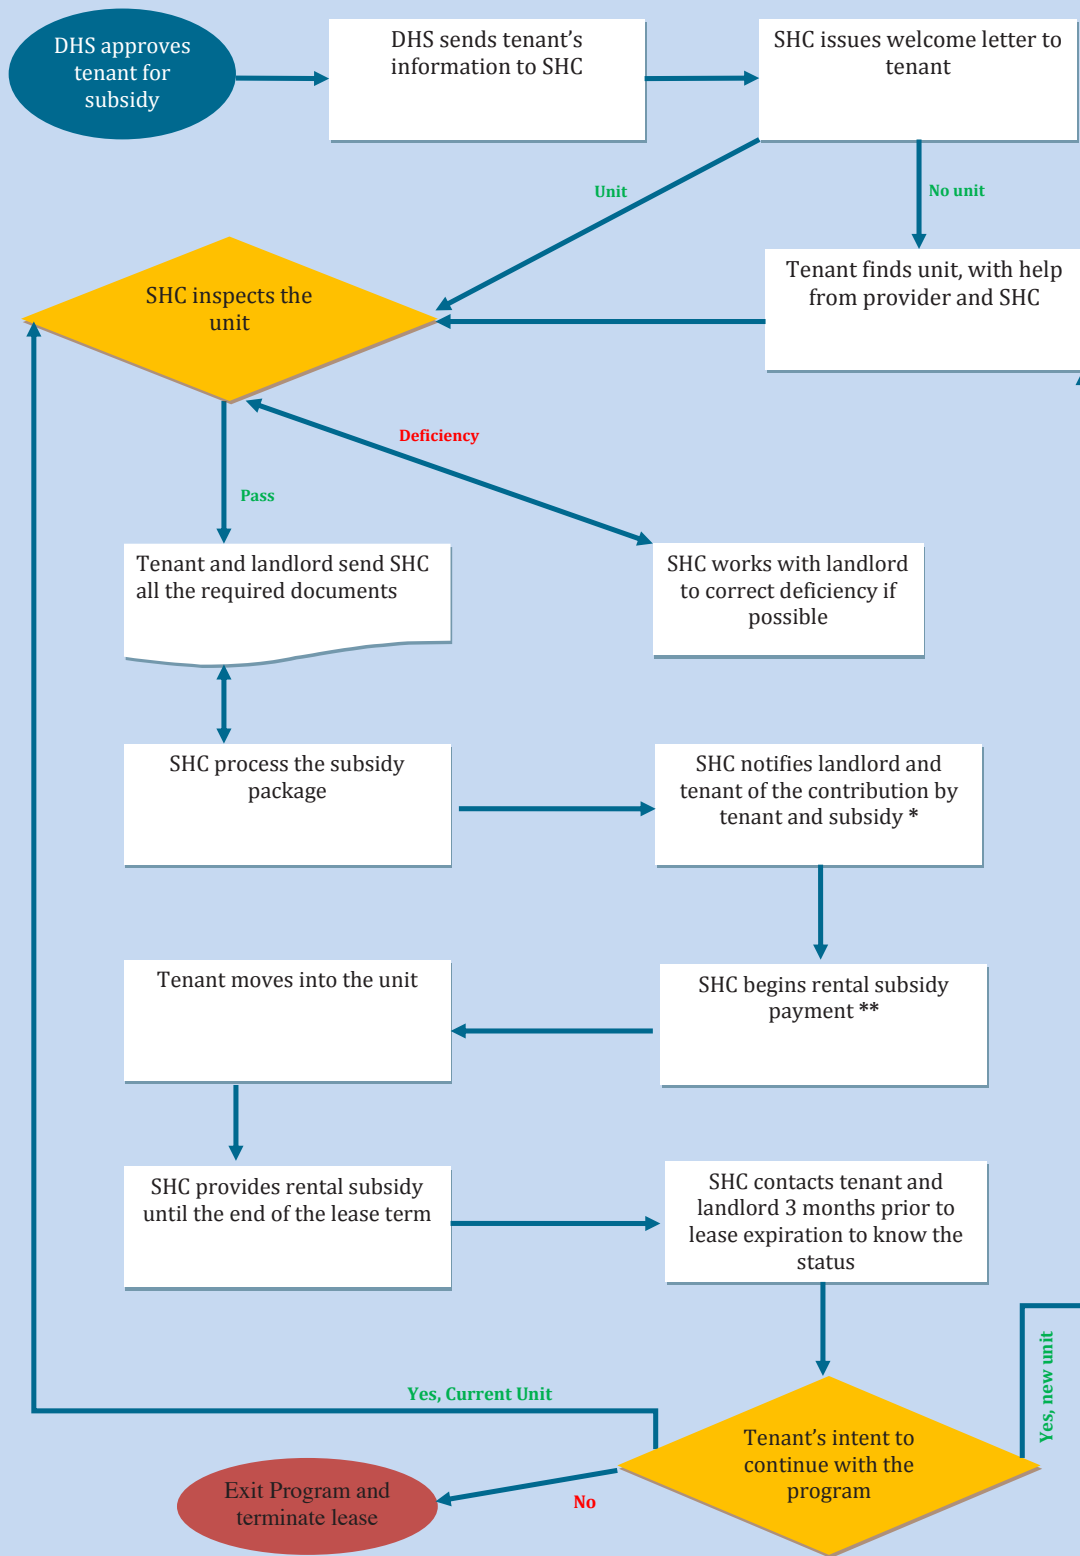 DHS approves
tenant for
subsidy
DHS sends tenant's
information to SHC
SHC issues welcome letter to
tenant
Unit
No unit
SHC inspects the
unit
Tenant finds unit, with help
from provider and SHC
Deficiency
Pass
Tenant and landlord send SHC
all the required documents
SHC works with landlord
to correct deficiency if
possible
SHC process the subsidy
package
SHC notifies landlord and
tenant of the contribution by
tenant and subsidy *
Tenant moves into the unit
SHC begins rental subsidy
payment **
SHC provides rental subsidy
until the end of the lease term
SHC contacts tenant and
landlord 3 months prior to
lease expiration to know the
status
Yes, Current Unit
Yes, new unit
Tenant's intent to
continue with the
program
Exit Program and
terminate lease
No